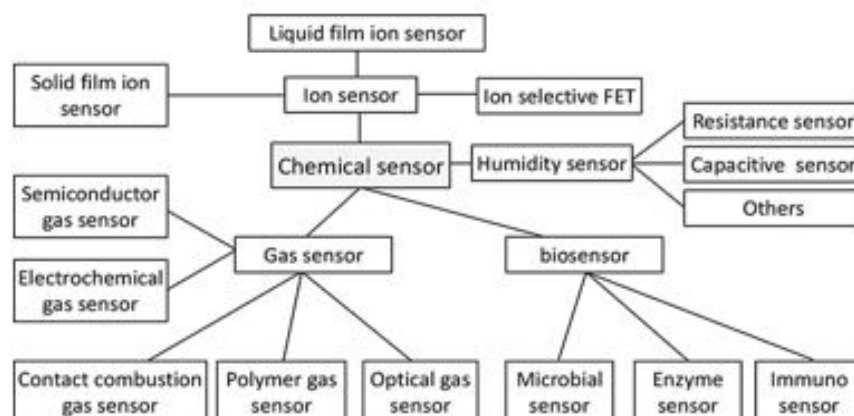 Liquid film ion sensor
Solid film ion
sensor
Ion sensor
Ion selective FET
Resistance sensor
Chemical sensor
Humidity sensor
Capacitive sensor
Others
Semiconductor
gas sensor
Electrochemical
gas sensor
Gas sensor
biosensor
Contact combustion
gas sensor
Polymer gas
sensor
Optical gas
sensor
Microbial
sensor
Enzyme
sensor
Immuno
sensor